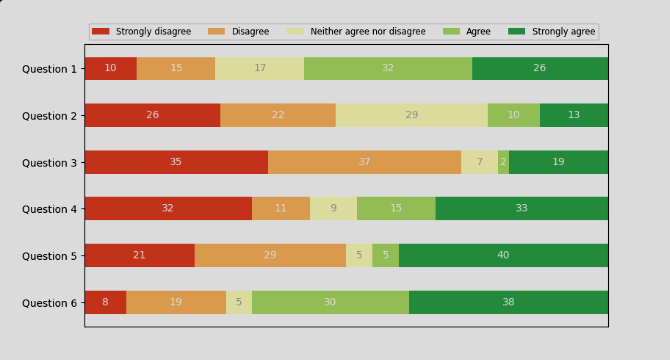 Strongly disagree Disagree Neither agree nor disagree Agree Strongly agree
Question 1 10 15 17 32 26
Question 2 26 22 29 10 13
Question 3 35 37 7 2 19
Question 4 32 11 9 15 33
Question 5 21 29 5 5 40
Question 6 8 19 5 30 38